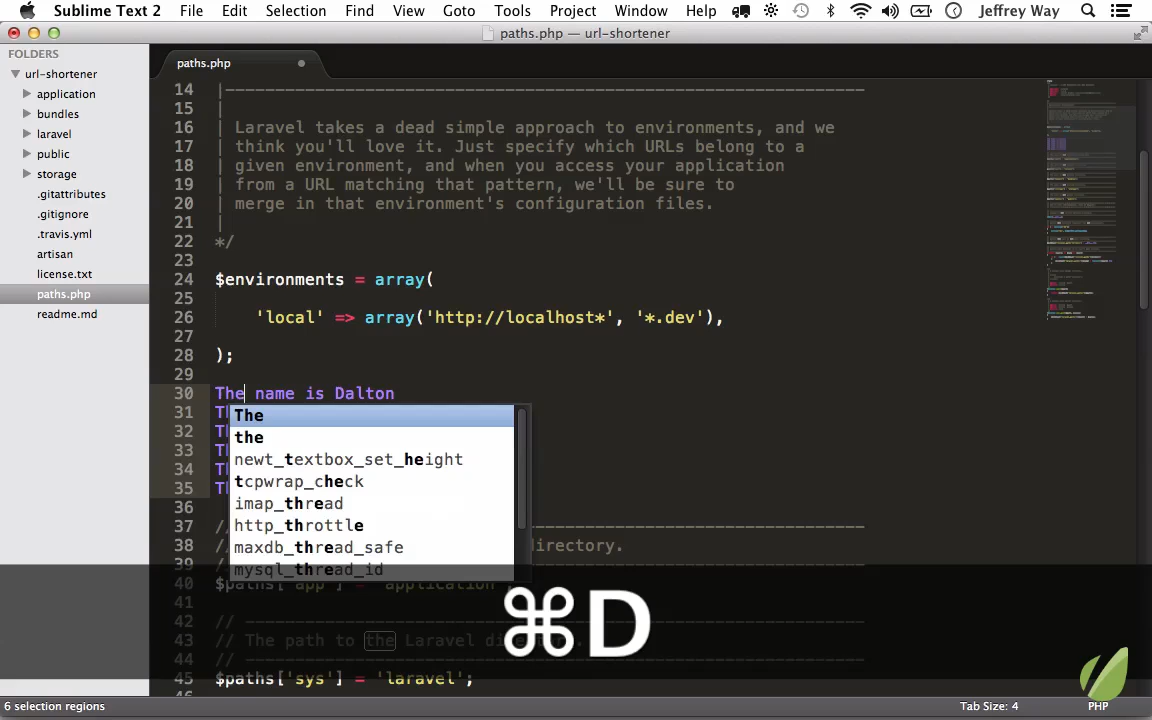 Sublime Text 2 File Edit Selection Find View Goto Tools Project Window Help Jeffrey Way
paths.php — url-shortener
FOLDERS
url-shortener
application
bundles
laravel
public
storage
.gitattributes
.gitignore
.travis.yml
artisan
license.txt
paths.php
readme.md
paths.php
14 |--------------------------------------------------------------------------
15 |
16 | Laravel takes a dead simple approach to environments, and we
17 | think you'll love it. Just specify which URLs belong to a
18 | given environment, and when you access your application
19 | from a URL matching that pattern, we'll be sure to
20 | merge in that environment's configuration files.
21 |
22 */
23
24 $environments = array(
25
26 'local' => array('http://localhost*', '*.dev'),
27
28 );
29
30 The name is Dalton
31 T
32 T
33 T
34 T
35 T
36
37 //
38 // directory.
39 //
40 $paths['app'] = 'application';
41
42 // --------------------------------------------------------------
43 // The path to the Laravel di
44 // --------------------------------------------------------------
45 $paths['sys'] = 'laravel';
46
The
the
newt_textbox_set_height
tcpwrap_check
imap_thread
http_throttle
maxdb_thread_safe
mysql_thread_id
⌘D
6 selection regions Tab Size: 4 PHP